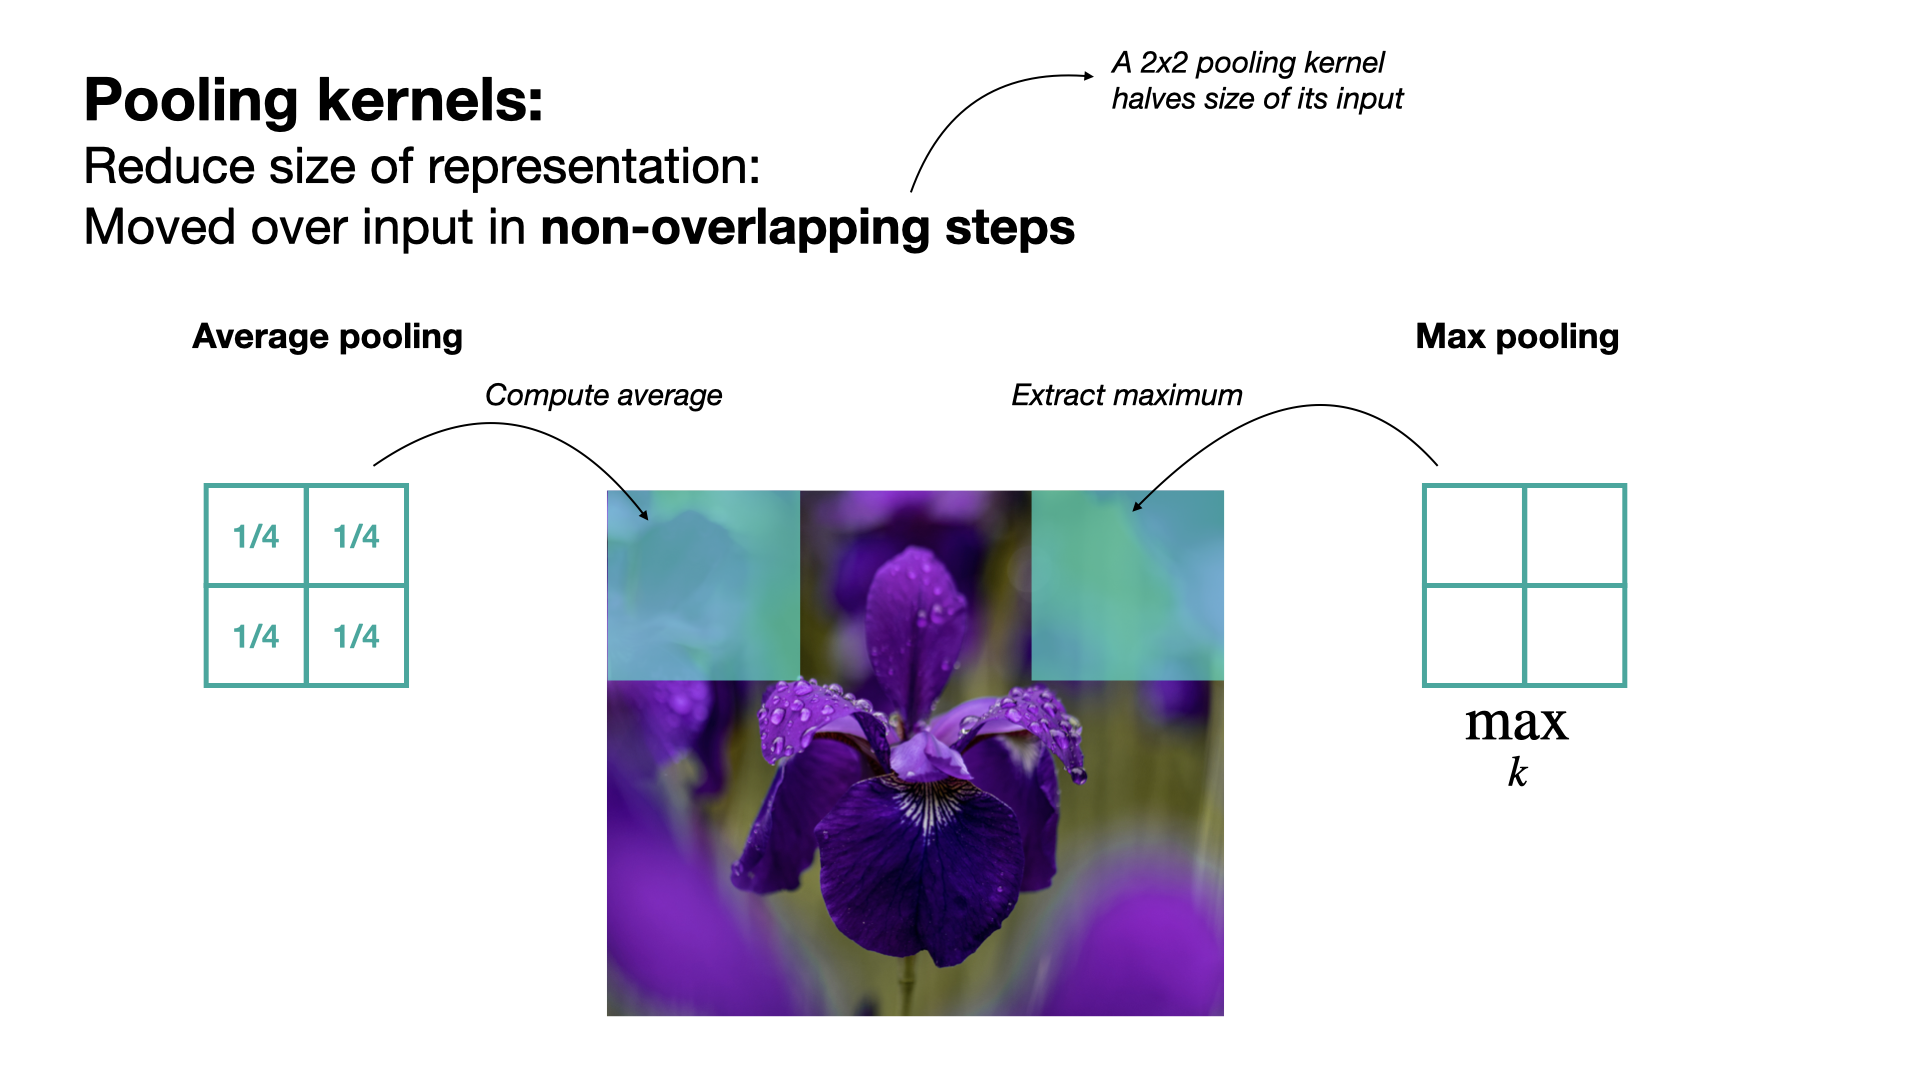 Pooling kernels:
Reduce size of representation:
Moved over input in non-overlapping steps
A 2x2 pooling kernel
halves size of its input
Average pooling
Max pooling
Compute average
Extract maximum
1/4 1/4
1/4 1/4
max
k